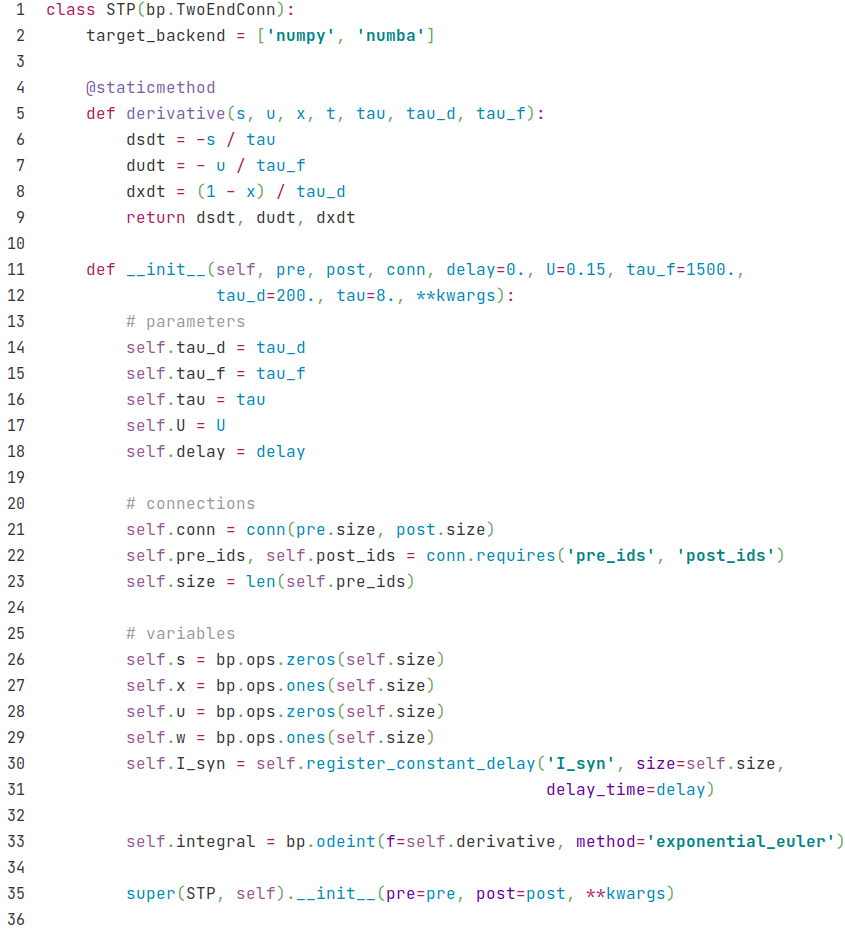 1 class STP(bp.TwoEndConn):
2     target_backend = ['numpy', 'numba']
3
4     @staticmethod
5     def derivative(s, u, x, t, tau, tau_d, tau_f):
6         dsdt = -s / tau
7         dudt = - u / tau_f
8         dxdt = (1 - x) / tau_d
9         return dsdt, dudt, dxdt
10
11     def __init__(self, pre, post, conn, delay=0., U=0.15, tau_f=1500.,
12                  tau_d=200., tau=8., **kwargs):
13         # parameters
14         self.tau_d = tau_d
15         self.tau_f = tau_f
16         self.tau = tau
17         self.U = U
18         self.delay = delay
19
20         # connections
21         self.conn = conn(pre.size, post.size)
22         self.pre_ids, self.post_ids = conn.requires('pre_ids', 'post_ids')
23         self.size = len(self.pre_ids)
24
25         # variables
26         self.s = bp.ops.zeros(self.size)
27         self.x = bp.ops.ones(self.size)
28         self.u = bp.ops.zeros(self.size)
29         self.w = bp.ops.ones(self.size)
30         self.I_syn = self.register_constant_delay('I_syn', size=self.size,
31                                                   delay_time=delay)
32
33         self.integral = bp.odeint(f=self.derivative, method='exponential_euler')
34
35         super(STP, self).__init__(pre=pre, post=post, **kwargs)
36